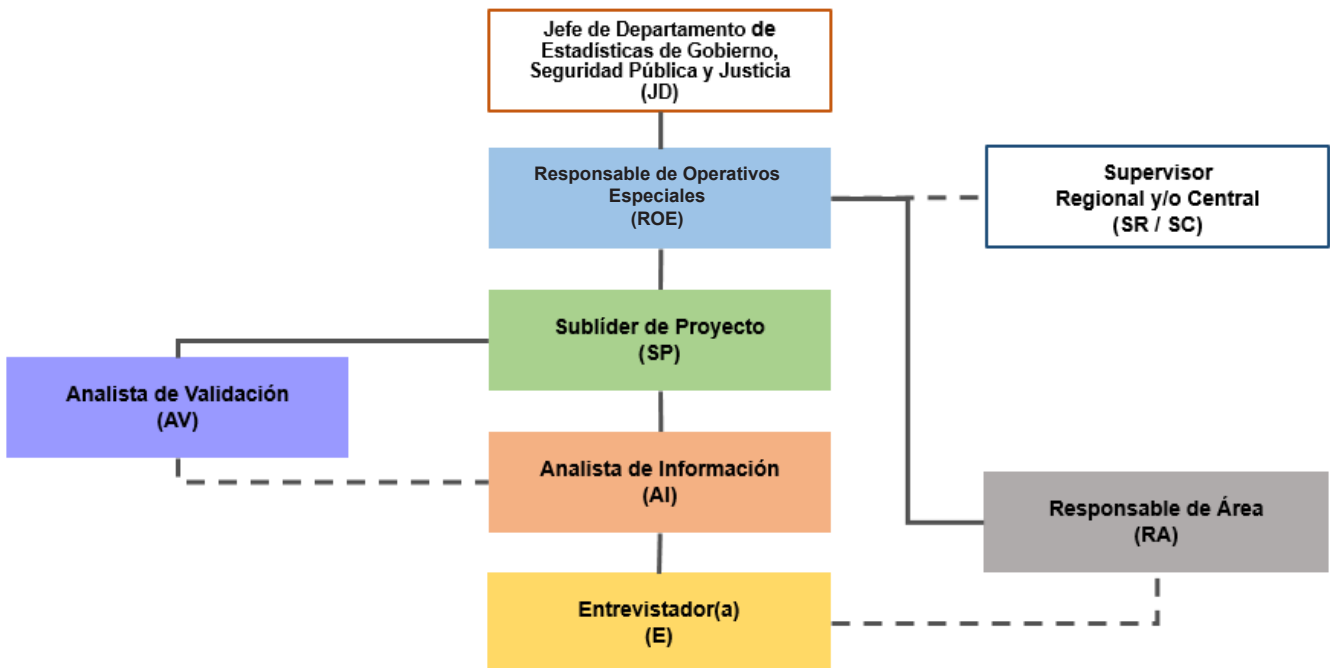 Jefe de Departamento de
Estadísticas de Gobierno,
Seguridad Pública y Justicia
(JD)
Responsable de Operativos
Especiales
(ROE)
Supervisor
Regional y/o Central
(SR / SC)
Sublíder de Proyecto
(SP)
Analista de Validación
(AV)
Analista de Información
(AI)
Responsable de Área
(RA)
Entrevistador(a)
(E)